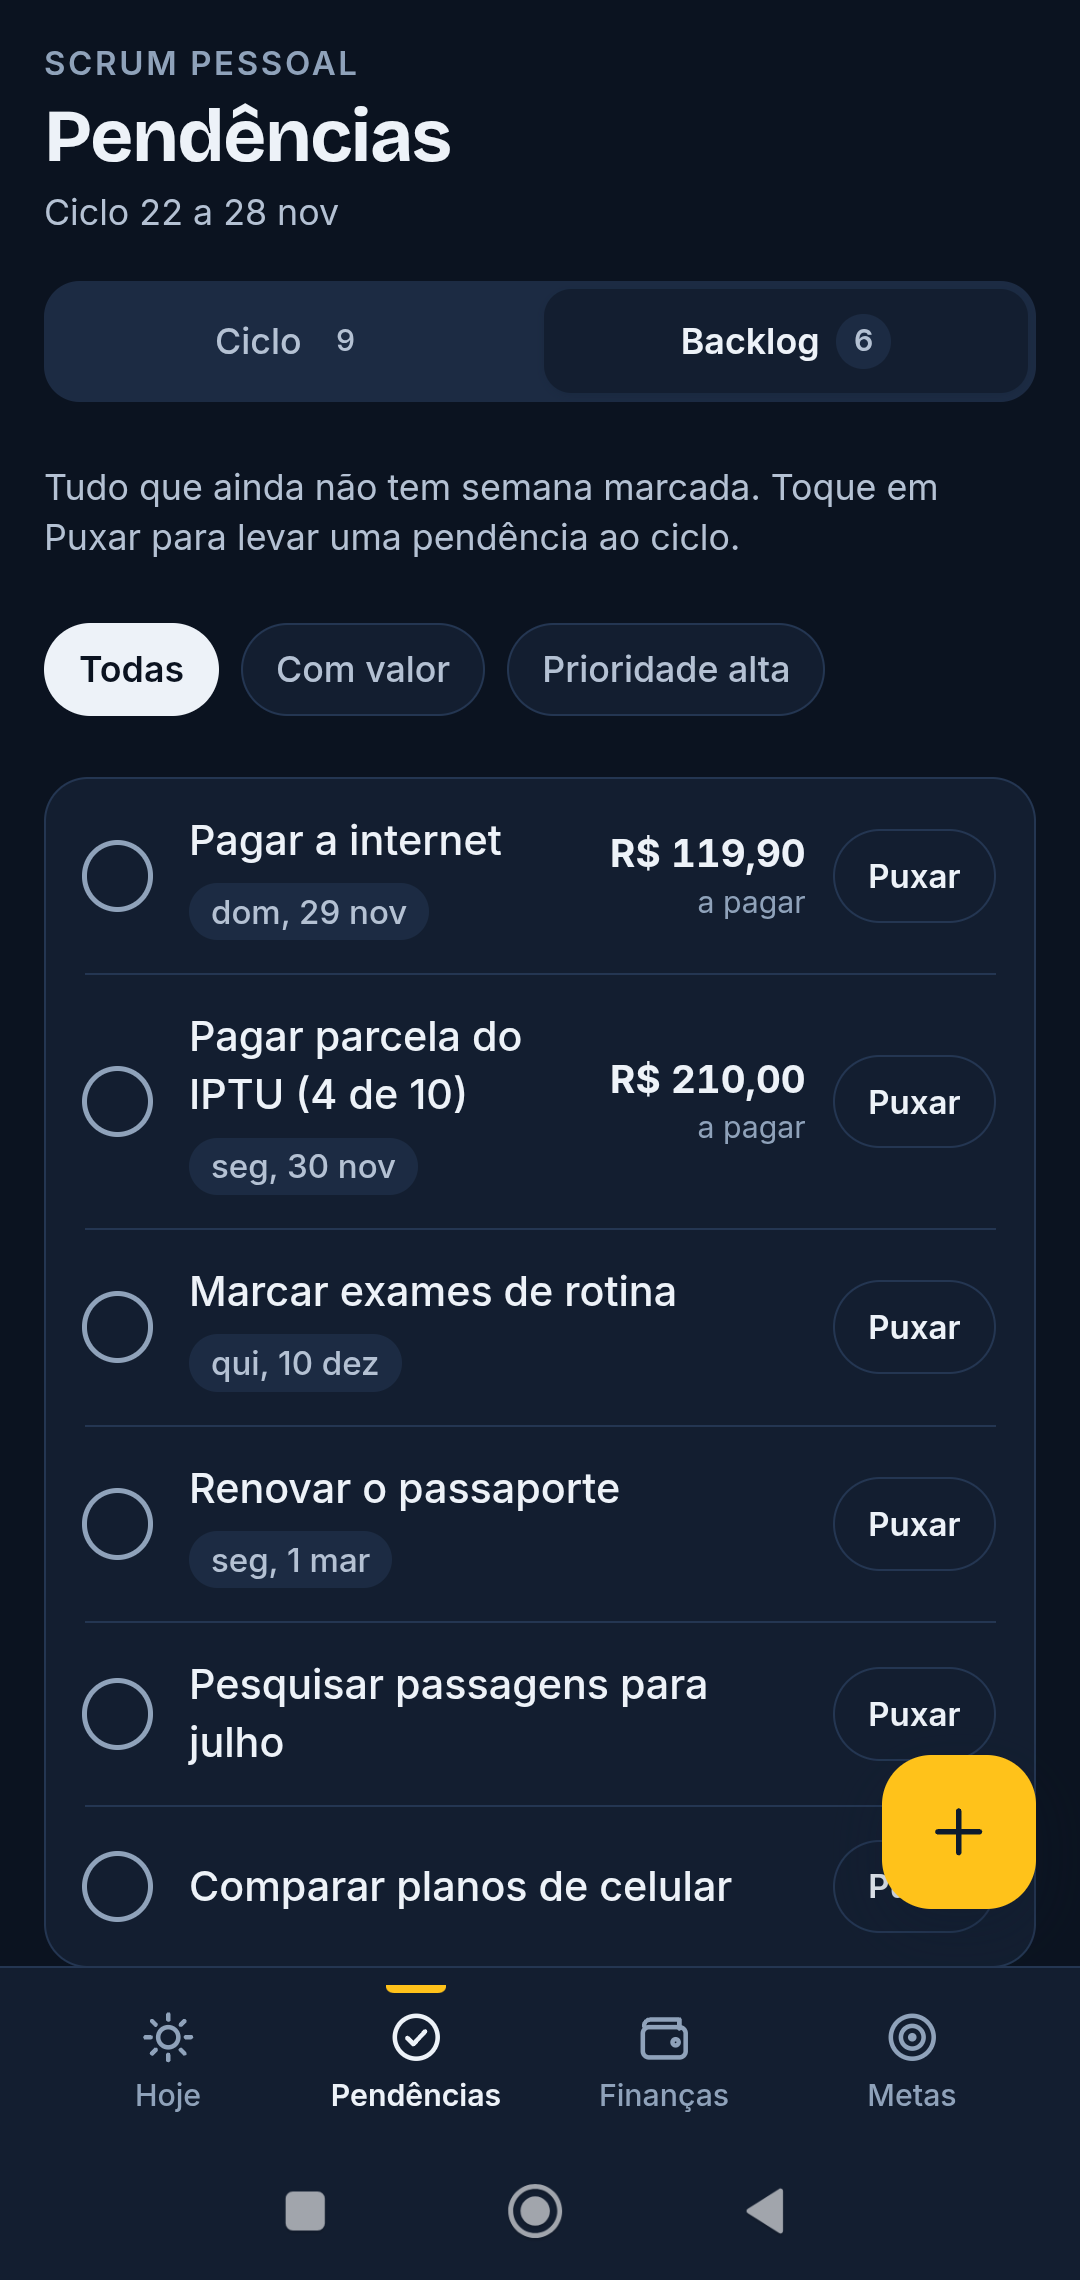 SCRUM PESSOAL
Pendências
Ciclo 22 a 28 nov
Ciclo 9
Backlog 6
Tudo que ainda não tem semana marcada. Toque em
Puxar para levar uma pendência ao ciclo.
Todas
Com valor
Prioridade alta
Pagar a internet
dom, 29 nov
R$ 119,90
a pagar
Puxar
Pagar parcela do
IPTU (4 de 10)
seg, 30 nov
R$ 210,00
a pagar
Puxar
Marcar exames de rotina
qui, 10 dez
Puxar
Renovar o passaporte
seg, 1 mar
Puxar
Pesquisar passagens para
julho
Puxar
Comparar planos de celular
Hoje
Pendências
Finanças
Metas